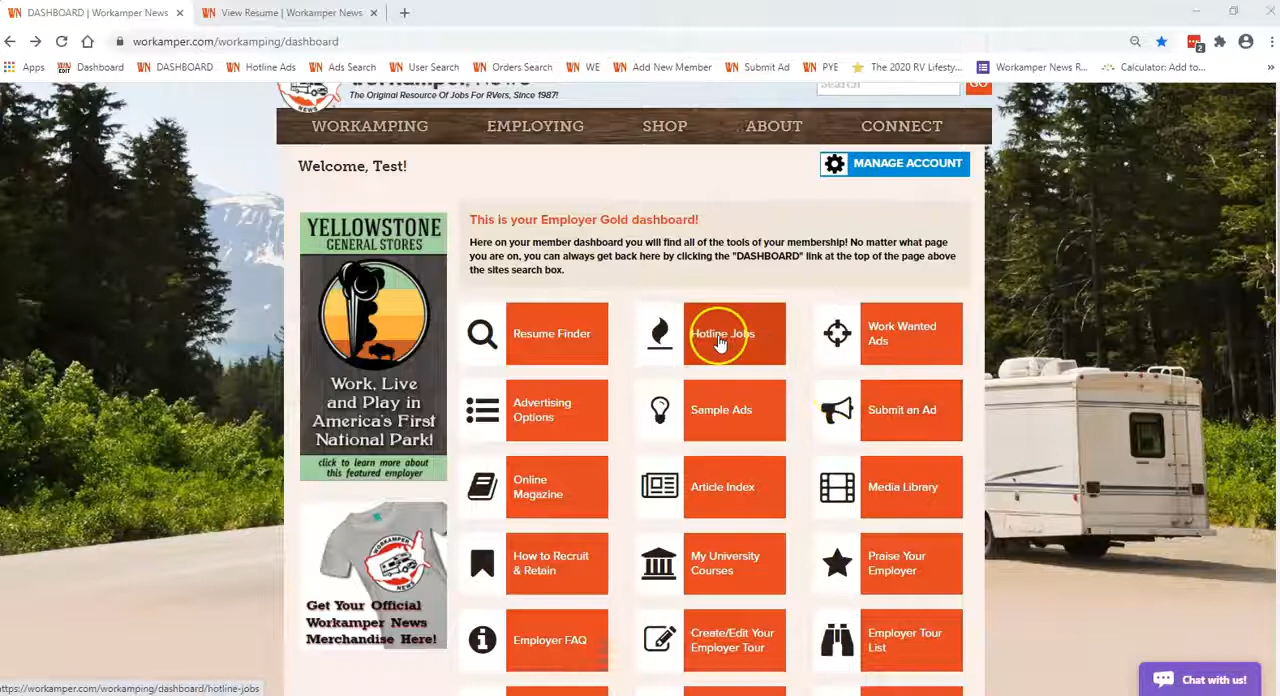 DASHBOARD | Workamper News
View Resume | Workamper News
workamper.com/workamping/dashboard
2
Apps
Dashboard
DASHBOARD
Hotline Ads
Ads Search
User Search
Orders Search
WE
Add New Member
Submit Ad
PYE
The 2020 RV Lifesty...
Workamper News R...
Calculator: Add to...
NEWS
The Original Resource Of Jobs For RVers, Since 1987!
Search
GO
WORKAMPING
EMPLOYING
SHOP
ABOUT
CONNECT
Welcome, Test!
MANAGE ACCOUNT
YELLOWSTONE
GENERAL STORES
Work, Live
and Play in
America's First
National Park!
click to learn more about
this featured employer
This is your Employer Gold dashboard!
Here on your member dashboard you will find all of the tools of your membership! No matter what page
you are on, you can always get back here by clicking the "DASHBOARD" link at the top of the page above
the sites search box.
Resume Finder
Hotline Jobs
Work Wanted
Ads
Advertising
Options
Sample Ads
Submit an Ad
Online
Magazine
Article Index
Media Library
How to Recruit
& Retain
My University
Courses
Praise Your
Employer
Employer FAQ
Create/Edit Your
Employer Tour
Employer Tour
List
WORKAMPER
NEWS
Get Your Official
Workamper News
Merchandise Here!
https://workamper.com/workamping/dashboard/hotline-jobs
Chat with us!